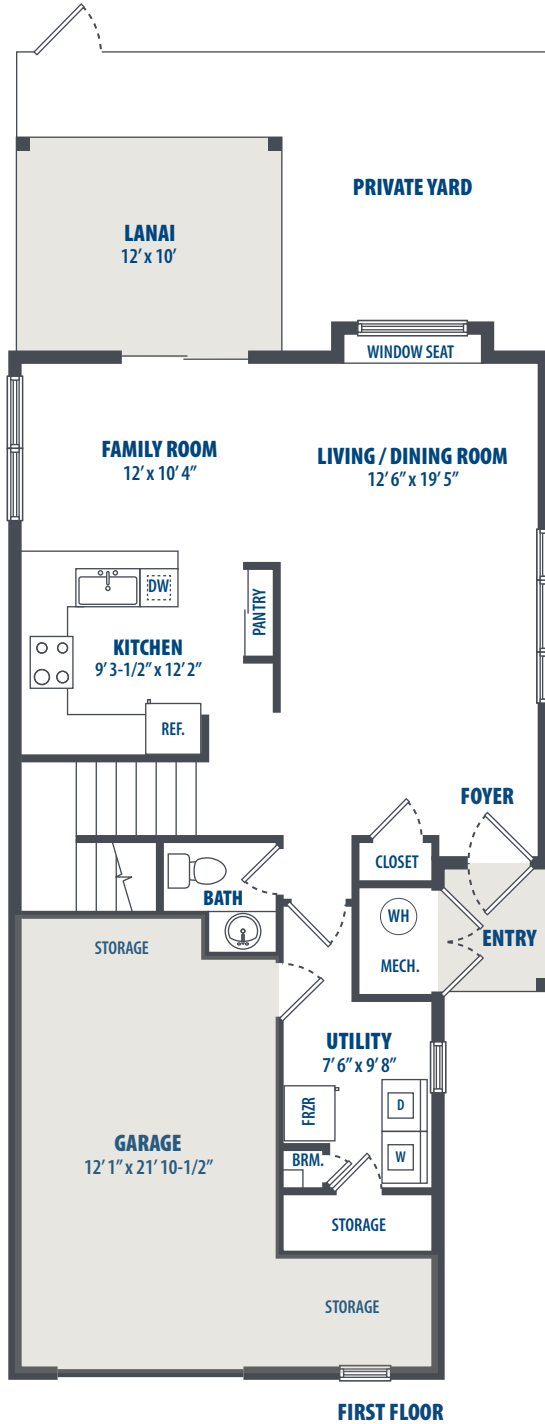 PRIVATE YARD
LANAI
12’ x 10’
WINDOW SEAT
FAMILY ROOM
12’ x 10’ 4”
LIVING / DINING ROOM
12’ 6” x 19’ 5”
DW
PANTRY
KITCHEN
9’ 3-1/2” x 12’ 2”
REF.
FOYER
CLOSET
BATH
WH
MECH.
ENTRY
STORAGE
UTILITY
7’ 6” x 9’ 8”
FRZR
D
GARAGE
12’ 1” x 21’ 10-1/2”
BRM.
W
STORAGE
STORAGE
FIRST FLOOR